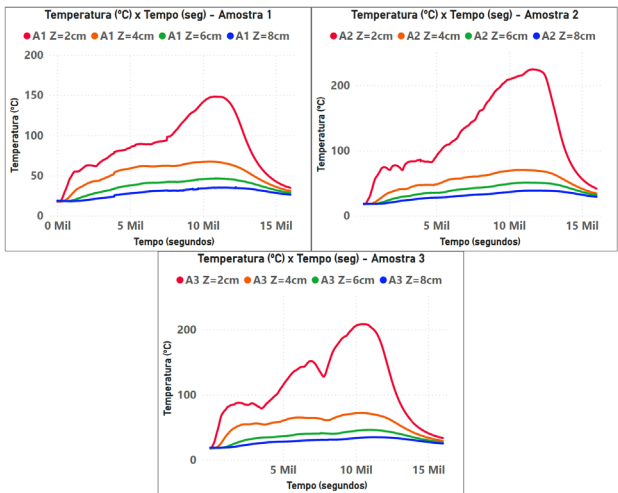 Temperatura (ºC) x Tempo (seg) – Amostra 1
A1 Z=2cm A1 Z=4cm A1 Z=6cm A1 Z=8cm
Temperatura (ºC)
200
150
100
50
0
0 Mil 5 Mil 10 Mil 15 Mil
Tempo (segundos)
Temperatura (ºC) x Tempo (seg) – Amostra 2
A2 Z=2cm A2 Z=4cm A2 Z=6cm A2 Z=8cm
Temperatura (ºC)
200
100
0
5 Mil 10 Mil 15 Mil
Tempo (segundos)
Temperatura (ºC) x Tempo (seg) – Amostra 3
A3 Z=2cm A3 Z=4cm A3 Z=6cm A3 Z=8cm
Temperatura (ºC)
200
100
0
5 Mil 10 Mil 15 Mil
Tempo (segundos)